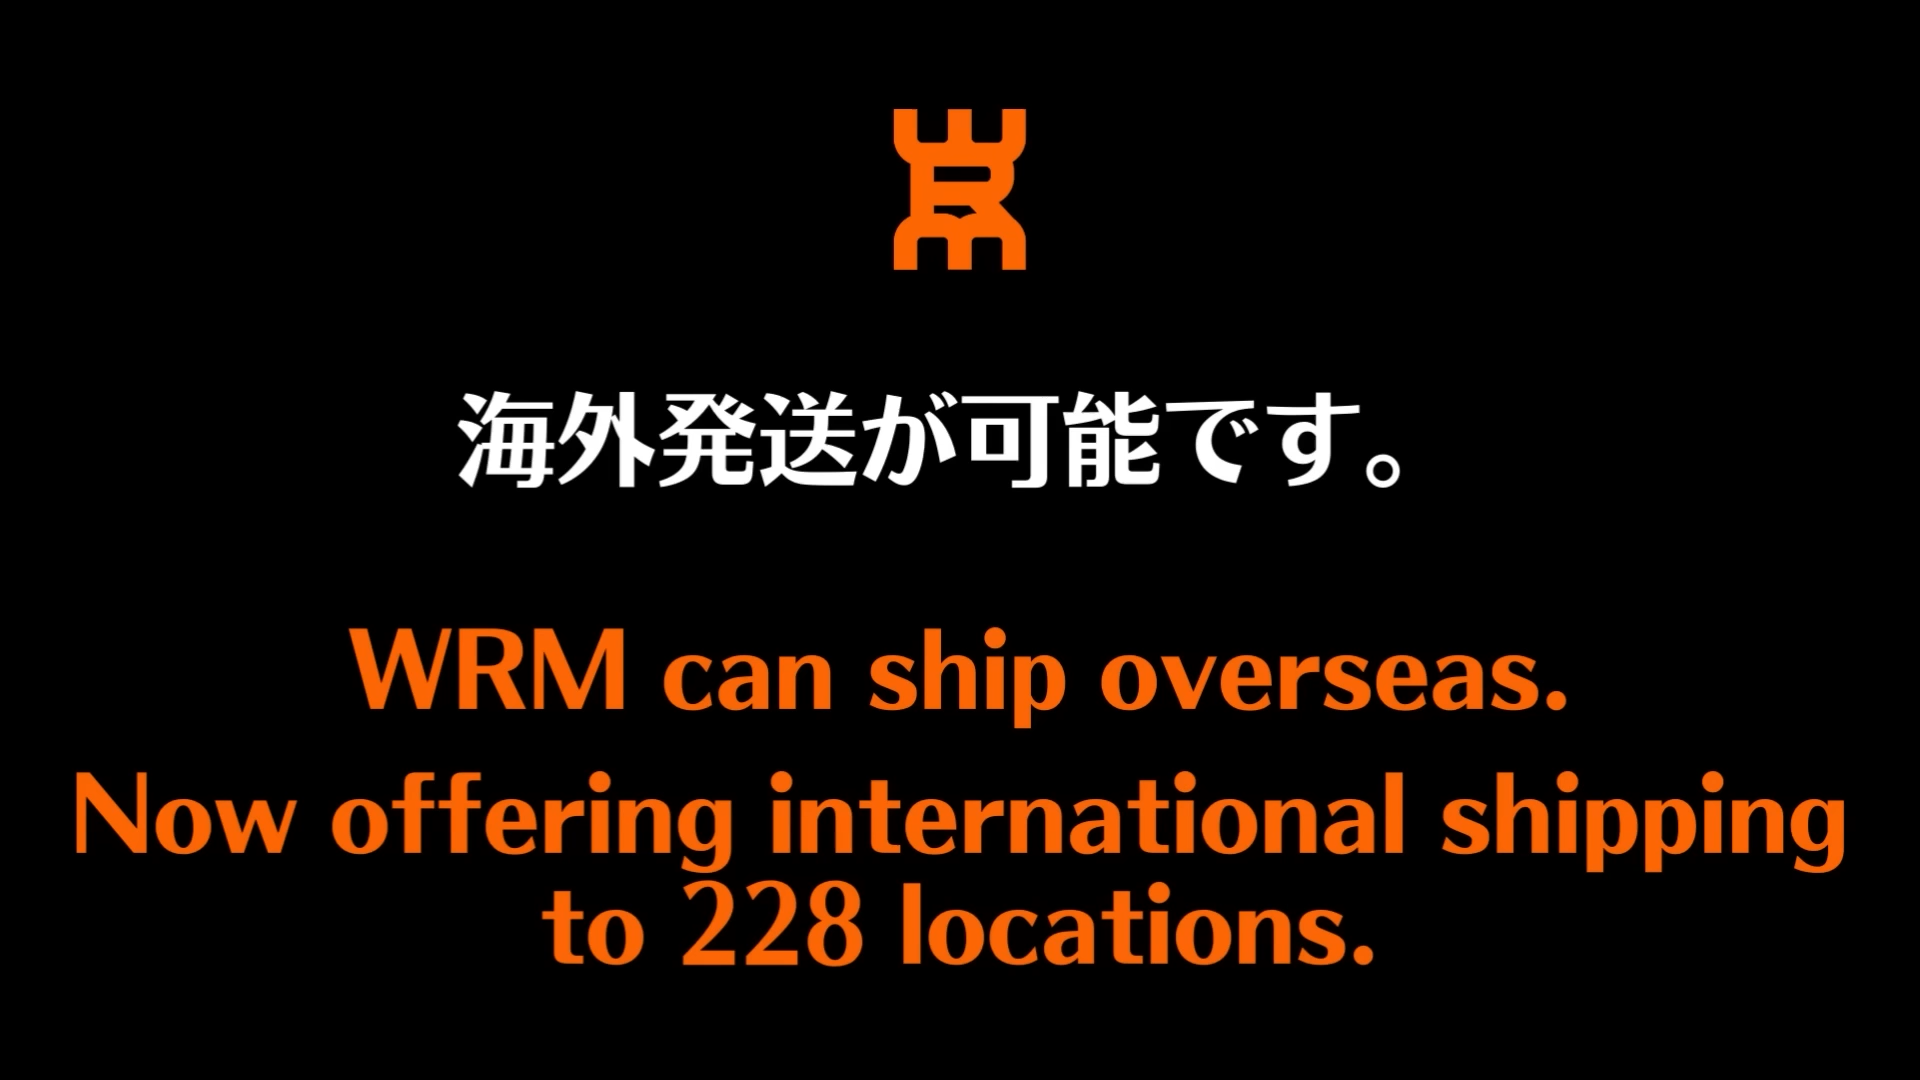 海外発送が可能です。
WRM can ship overseas.
Now offering international shipping
to 228 locations.